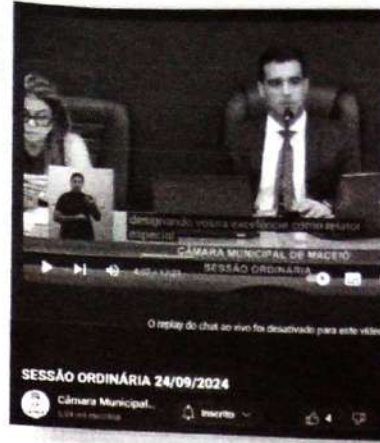 designando vossa excelência como relator
especial
CÂMARA MUNICIPAL DE MACEIÓ
SESSÃO ORDINÁRIA
O replay do chat ao vivo foi desativado para este vídeo
SESSÃO ORDINÁRIA 24/09/2024
Câmara Municipal...
Inscrito
4